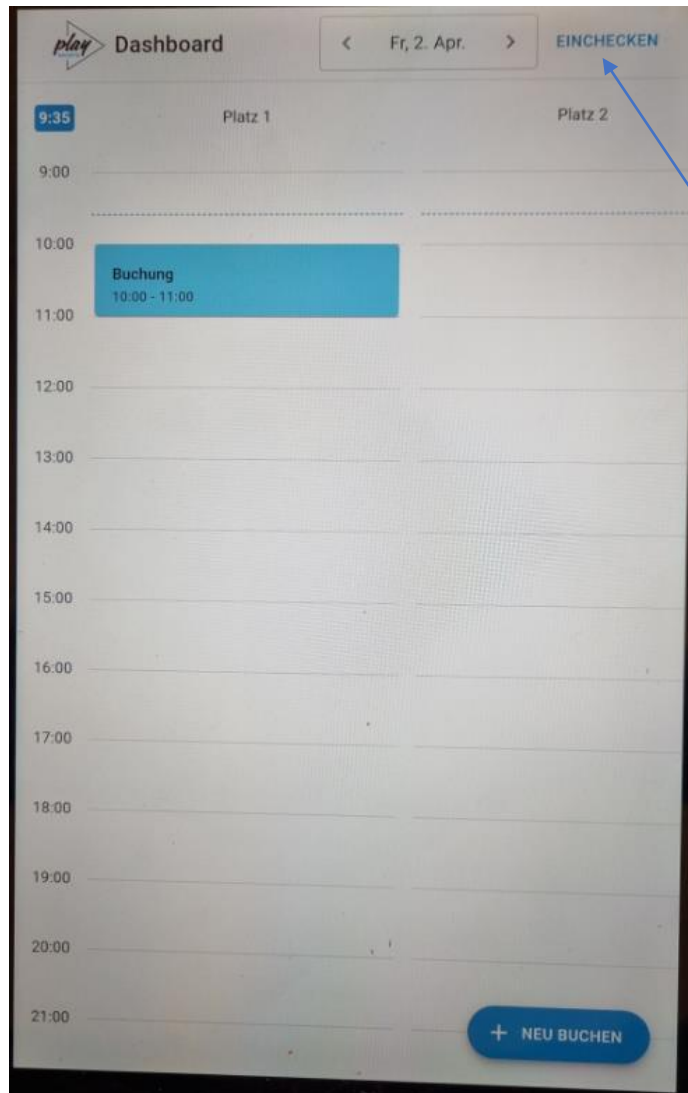 play Dashboard < Fr, 2. Apr. > EINCHECKEN
9:35 Platz 1 Platz 2
9:00
10:00
Buchung
10:00 - 11:00
11:00
12:00
13:00
14:00
15:00
16:00
17:00
18:00
19:00
20:00
21:00
+ NEU BUCHEN